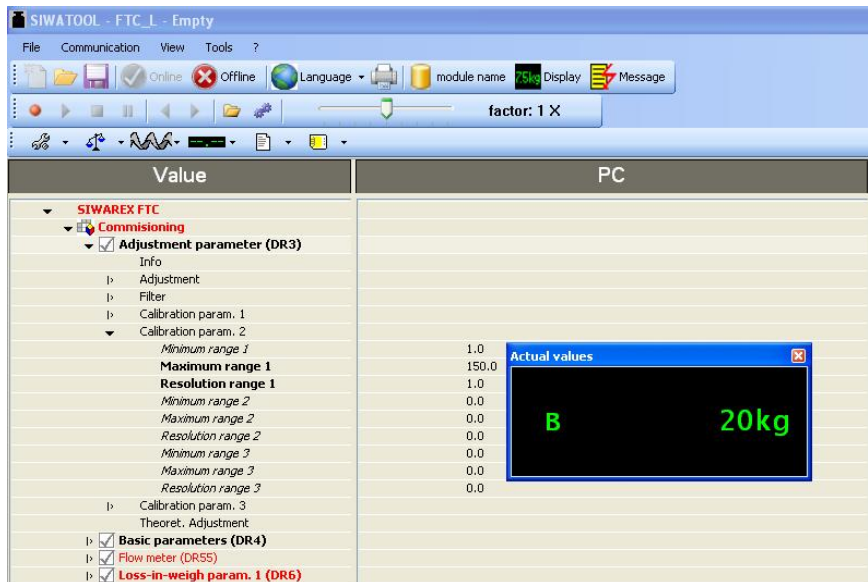 SIWATOOL - FTC_L - Empty
File Communication View Tools ?
Online Offline Language module name 75kg Display Message
factor: 1 X
--.--
Value PC
SIWAREX FTC
Commisioning
Adjustment parameter (DR3)
Info
Adjustment
Filter
Calibration param. 1
Calibration param. 2
Minimum range 1 1.0
Maximum range 1 150.0
Resolution range 1 1.0
Minimum range 2 0.0
Maximum range 2 0.0
Resolution range 2 0.0
Minimum range 3 0.0
Maximum range 3 0.0
Resolution range 3 0.0
Calibration param. 3
Theoret. Adjustment
Basic parameters (DR4)
Flow meter (DR55)
Loss-in-weigh param. 1 (DR6)
Actual values
B 20kg